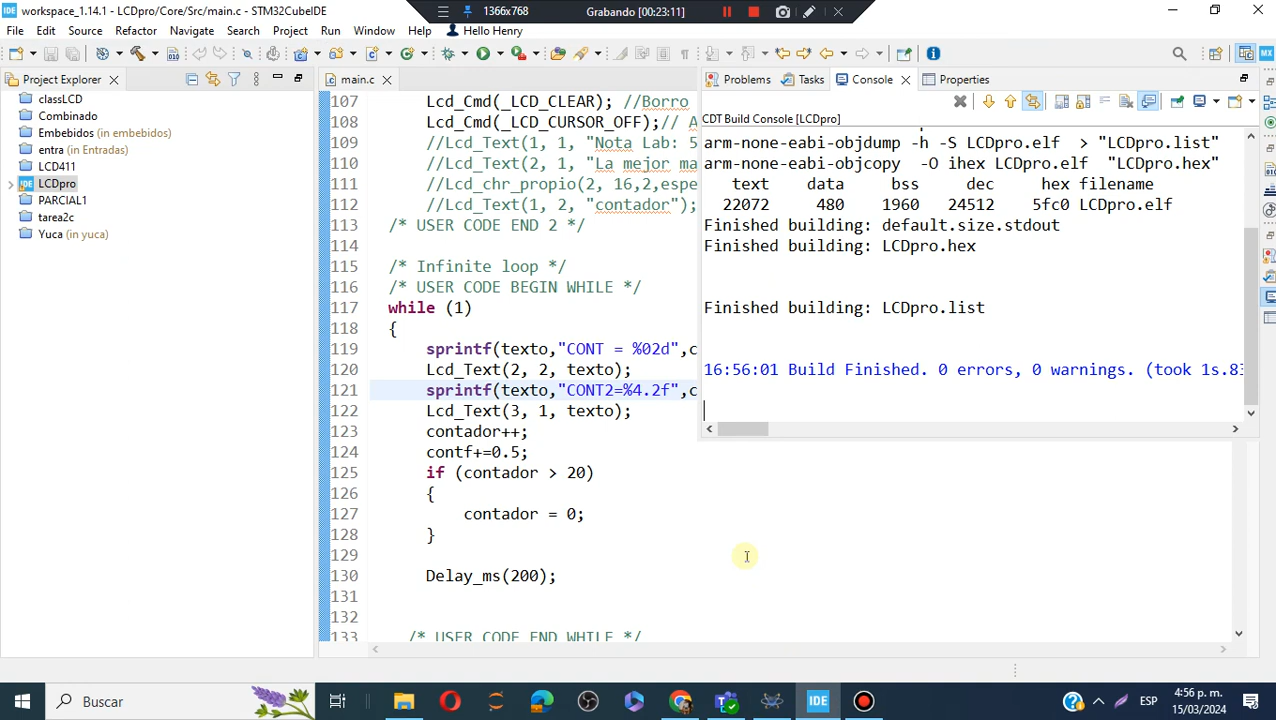 workspace_1.14.1 - LCDpro/Core/Src/main.c - STM32CubeIDE
1366x768
Grabando [00:23:11]
File Edit Source Refactor Navigate Search Project Run Window Help Hello Henry
Project Explorer
classLCD
Combinado
Embebidos (in embebidos)
entra (in Entradas)
LCD411
LCDpro
PARCIAL1
tarea2c
Yuca (in yuca)
main.c
107 Lcd_Cmd(_LCD_CLEAR); //Borro
108 Lcd_Cmd(_LCD_CURSOR_OFF);// A
109 //Lcd_Text(1, 1, "Nota Lab: 5
110 //Lcd_Text(2, 1, "La mejor ma
111 //Lcd_chr_propio(2, 16,2,espe
112 //Lcd_Text(1, 2, "contador");
113 /* USER CODE END 2 */
114
115 /* Infinite loop */
116 /* USER CODE BEGIN WHILE */
117 while (1)
118 {
119 sprintf(texto,"CONT = %02d",c
120 Lcd_Text(2, 2, texto);
121 sprintf(texto,"CONT2=%4.2f",c
122 Lcd_Text(3, 1, texto);
123 contador++;
124 contf+=0.5;
125 if (contador > 20)
126 {
127 contador = 0;
128 }
129
130 Delay_ms(200);
131
132
133 /* USER CODE END WHILE */
Problems Tasks Console Properties
CDT Build Console [LCDpro]
arm-none-eabi-objdump -h -S LCDpro.elf > "LCDpro.list"
arm-none-eabi-objcopy -O ihex LCDpro.elf "LCDpro.hex"
text data bss dec hex filename
22072 480 1960 24512 5fc0 LCDpro.elf
Finished building: default.size.stdout
Finished building: LCDpro.hex
Finished building: LCDpro.list
16:56:01 Build Finished. 0 errors, 0 warnings. (took 1s.83
Buscar
IDE
ESP
4:56 p. m.
15/03/2024